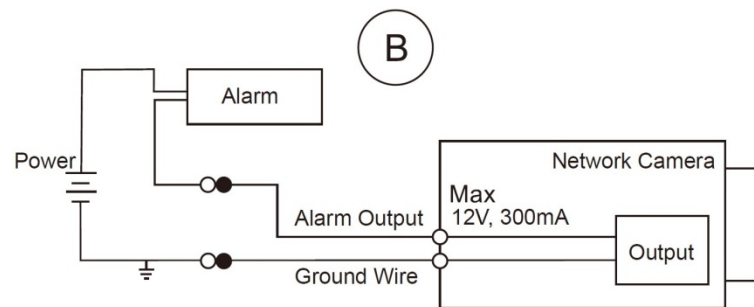 B
Alarm
Power
Network Camera
Max
12V, 300mA
Alarm Output
Output
Ground Wire